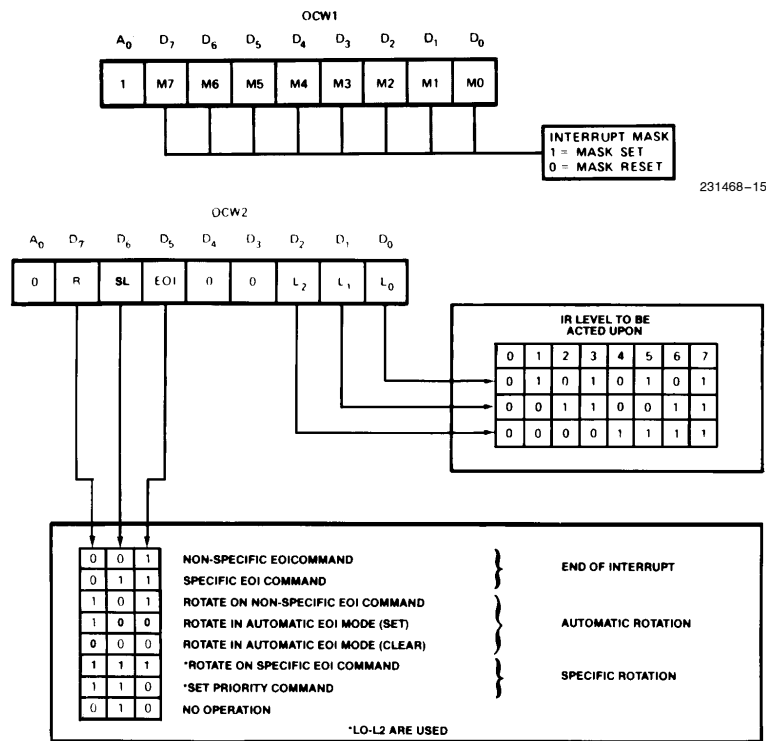 OCW1
A0 D7 D6 D5 D4 D3 D2 D1 D0
1 M7 M6 M5 M4 M3 M2 M1 M0
INTERRUPT MASK
1 = MASK SET
0 = MASK RESET
231468–15
OCW2
A0 D7 D6 D5 D4 D3 D2 D1 D0
0 R SL EOI 0 0 L2 L1 L0
IR LEVEL TO BE
ACTED UPON
0 1 2 3 4 5 6 7
0 1 0 1 0 1 0 1
0 0 1 1 0 0 1 1
0 0 0 0 1 1 1 1
0 0 1 NON-SPECIFIC EOICOMMAND
0 1 1 SPECIFIC EOI COMMAND
END OF INTERRUPT
1 0 1 ROTATE ON NON-SPECIFIC EOI COMMAND
1 0 0 ROTATE IN AUTOMATIC EOI MODE (SET)
0 0 0 ROTATE IN AUTOMATIC EOI MODE (CLEAR)
AUTOMATIC ROTATION
1 1 1 *ROTATE ON SPECIFIC EOI COMMAND
1 1 0 *SET PRIORITY COMMAND
SPECIFIC ROTATION
0 1 0 NO OPERATION
*LO-L2 ARE USED